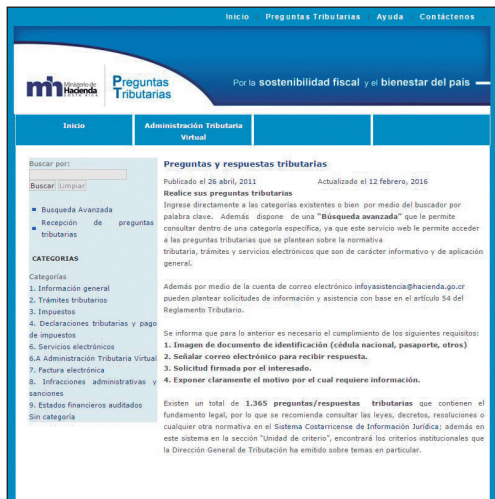 Inicio Preguntas Tributarias Ayuda Contáctenos
Ministerio de
Hacienda
COSTA RICA
Preguntas
Tributarias
Por la sostenibilidad fiscal y el bienestar del país
Inicio
Administración Tributaria
Virtual
Buscar por:
Buscar Limpiar
Busqueda Avanzada
Recepción de preguntas
tributarias
CATEGORIAS
Categorías
1. Información general
2. Trámites tributarios
3. Impuestos
4. Declaraciones tributarias y pago
de impuestos
6. Servicios electrónicos
6.A Administración Tributaria Virtual
7. Factura electrónica
8. Infracciones administrativas y
sanciones
9. Estados financieros auditados
Sin categoría
Preguntas y respuestas tributarias
Publicado el 26 abril, 2011 Actualizado el 12 febrero, 2016
Realice sus preguntas tributarias
Ingrese directamente a las categorías existentes o bien por medio del buscador por
palabra clave. Además dispone de una "Búsqueda avanzada" que le permite
consultar dentro de una categoría específica, ya que este servicio web le permite acceder
a las preguntas tributarias que se plantean sobre la normativa
tributaria, trámites y servicios electrónicos que son de carácter informativo y de aplicación
general.
Además por medio de la cuenta de correo electrónico infoyasistencia@hacienda.go.cr
pueden plantear solicitudes de información y asistencia con base en el artículo 54 del
Reglamento Tributario.
Se informa que para lo anterior es necesario el cumplimiento de los siguientes requisitos:
1. Imagen de documento de identificación (cédula nacional, pasaporte, otros)
2. Señalar correo electrónico para recibir respuesta.
3. Solicitud firmada por el interesado.
4. Exponer claramente el motivo por el cual requiere información.
Existen un total de 1.365 preguntas/respuestas tributarias que contienen el
fundamento legal, por lo que se recomienda consultar las leyes, decretos, resoluciones o
cualquier otra normativa en el Sistema Costarricense de Información Jurídica; además en
este sistema en la sección "Unidad de criterio", encontrará los criterios institucionales que
la Dirección General de Tributación ha emitido sobre temas en particular.